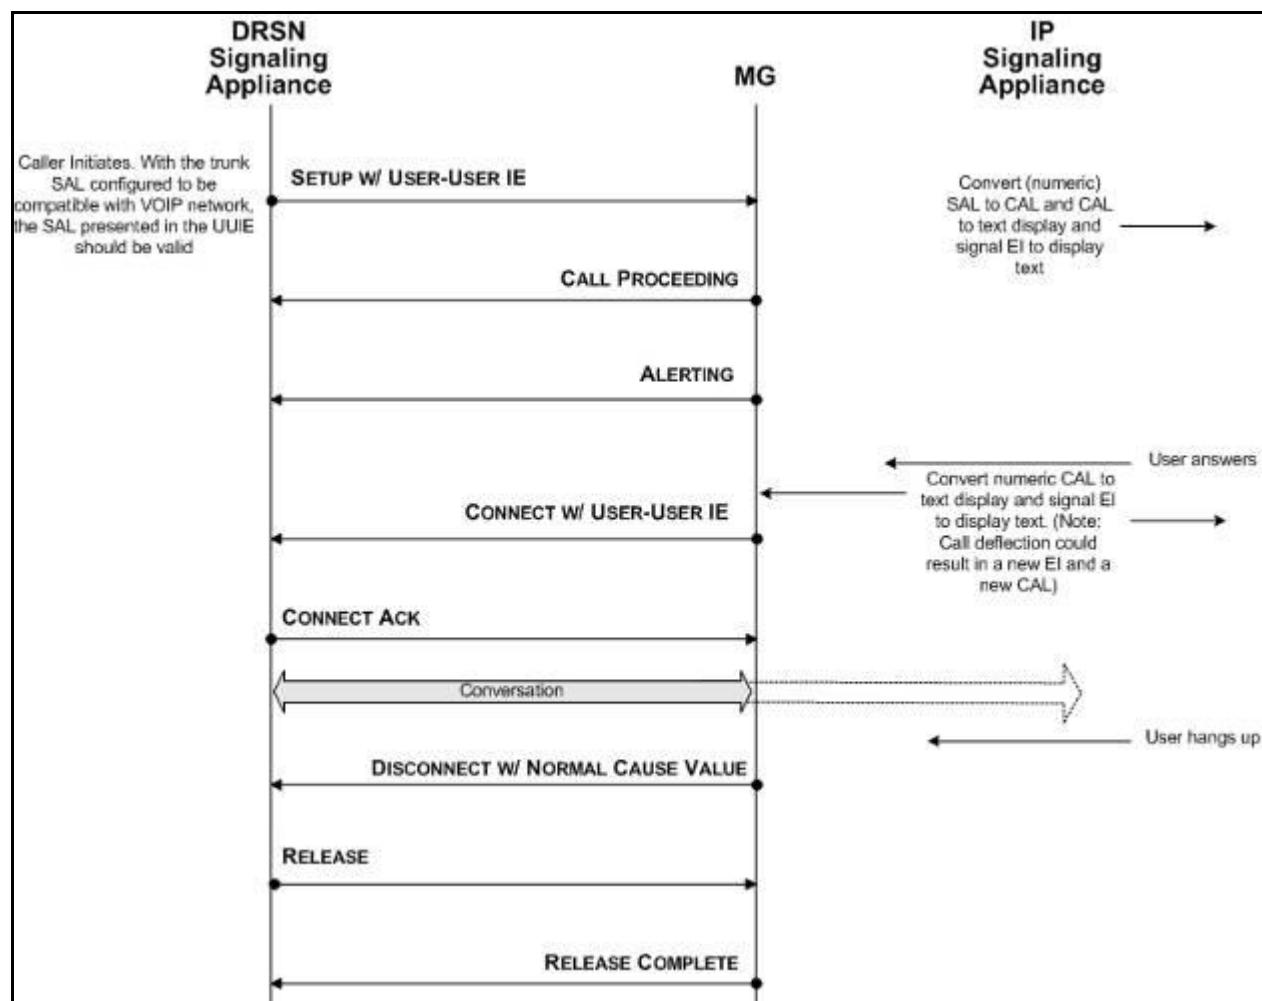 DRSN
Signaling
Appliance
MG
IP
Signaling
Appliance
Caller Initiates. With the trunk
SAL configured to be
compatible with VOIP network,
the SAL presented in the UUIE
should be valid
SETUP W/ USER-USER IE
Convert (numeric)
SAL to CAL and CAL
to text display and
signal EI to display
text
CALL PROCEEDING
ALERTING
User answers
Convert numeric CAL to
text display and signal EI
to display text. (Note:
Call deflection could
result in a new EI and a
new CAL)
CONNECT W/ USER-USER IE
CONNECT ACK
Conversation
User hangs up
DISCONNECT W/ NORMAL CAUSE VALUE
RELEASE
RELEASE COMPLETE